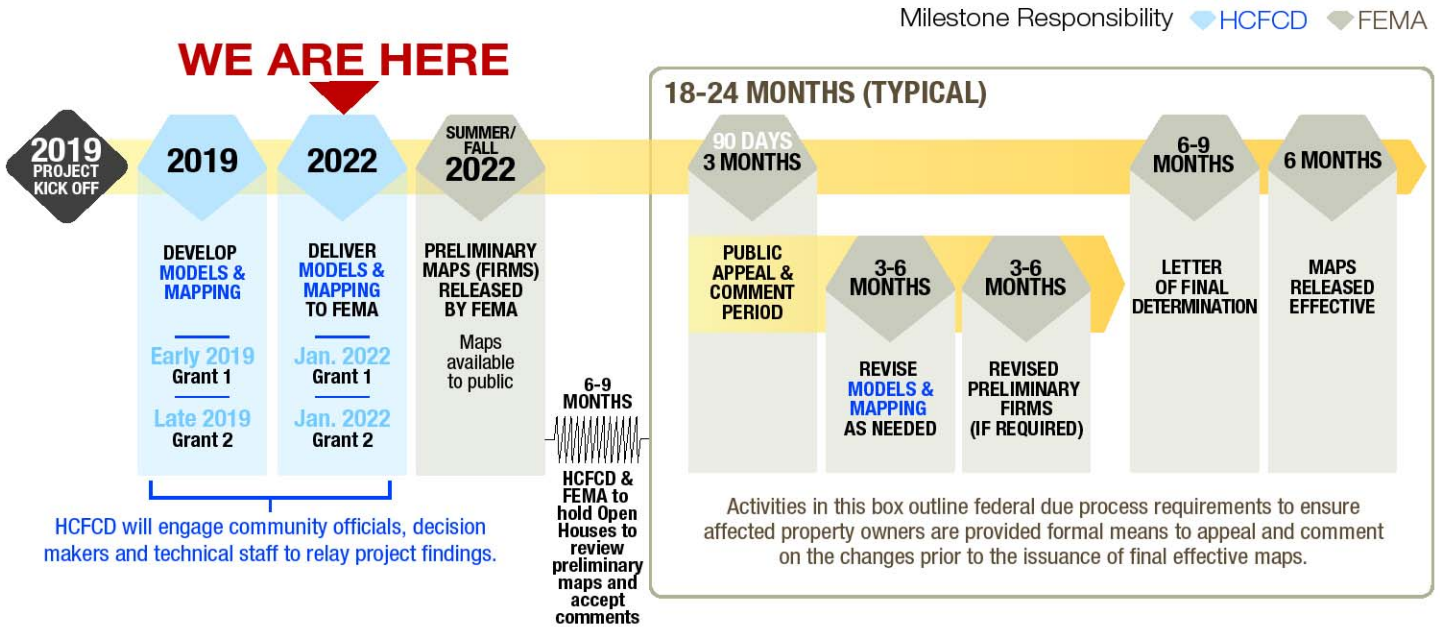 Milestone Responsibility HCFCD FEMA
WE ARE HERE
18-24 MONTHS (TYPICAL)
2019
PROJECT
KICK OFF
2019
DEVELOP
MODELS &
MAPPING
Early 2019
Grant 1
Late 2019
Grant 2
2022
DELIVER
MODELS &
MAPPING
TO FEMA
Jan. 2022
Grant 1
Jan. 2022
Grant 2
SUMMER/
FALL
2022
PRELIMINARY
MAPS (FIRMS)
RELEASED
BY FEMA
Maps
available
to public
HCFCD will engage community officials, decision
makers and technical staff to relay project findings.
6-9
MONTHS
HCFCD &
FEMA to
hold Open
Houses to
review
preliminary
maps and
accept
comments
90 DAYS
3 MONTHS
PUBLIC
APPEAL &
COMMENT
PERIOD
3-6
MONTHS
REVISE
MODELS &
MAPPING
AS NEEDED
3-6
MONTHS
REVISED
PRELIMINARY
FIRMS
(IF REQUIRED)
6-9
MONTHS
LETTER
OF FINAL
DETERMINATION
6 MONTHS
MAPS
RELEASED
EFFECTIVE
Activities in this box outline federal due process requirements to ensure
affected property owners are provided formal means to appeal and comment
on the changes prior to the issuance of final effective maps.